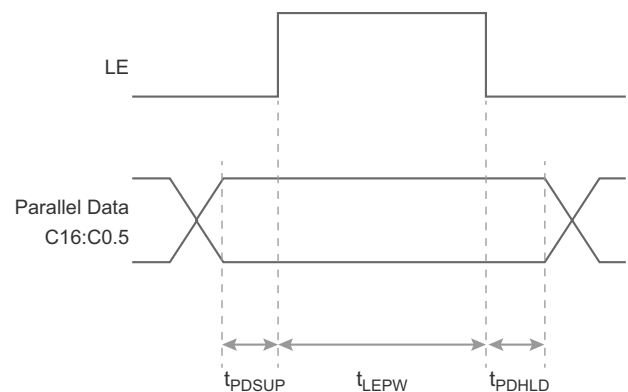 LE
Parallel Data
C16:C0.5
tPDSUP
tLEPW
tPDHLD